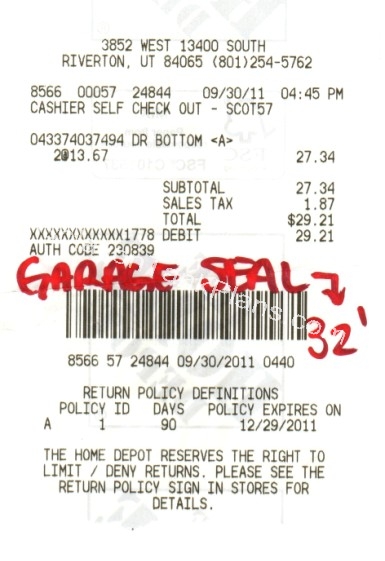 3852 WEST 13400 SOUTH
RIVERTON, UT 84065 (801)254-5762
8566 00057 24844 09/30/11 04:45 PM
CASHIER SELF CHECK OUT - SCOT57
043374037494 DR BOTTOM <A>
2@13.67 27.34
SUBTOTAL 27.34
SALES TAX 1.87
TOTAL $29.21
XXXXXXXXXXXX1778 DEBIT 29.21
AUTH CODE 230839
GARAGE SEAL
32'
8566 57 24844 09/30/2011 0440
RETURN POLICY DEFINITIONS
POLICY ID DAYS POLICY EXPIRES ON
A 1 90 12/29/2011
THE HOME DEPOT RESERVES THE RIGHT TO
LIMIT / DENY RETURNS. PLEASE SEE THE
RETURN POLICY SIGN IN STORES FOR
DETAILS.